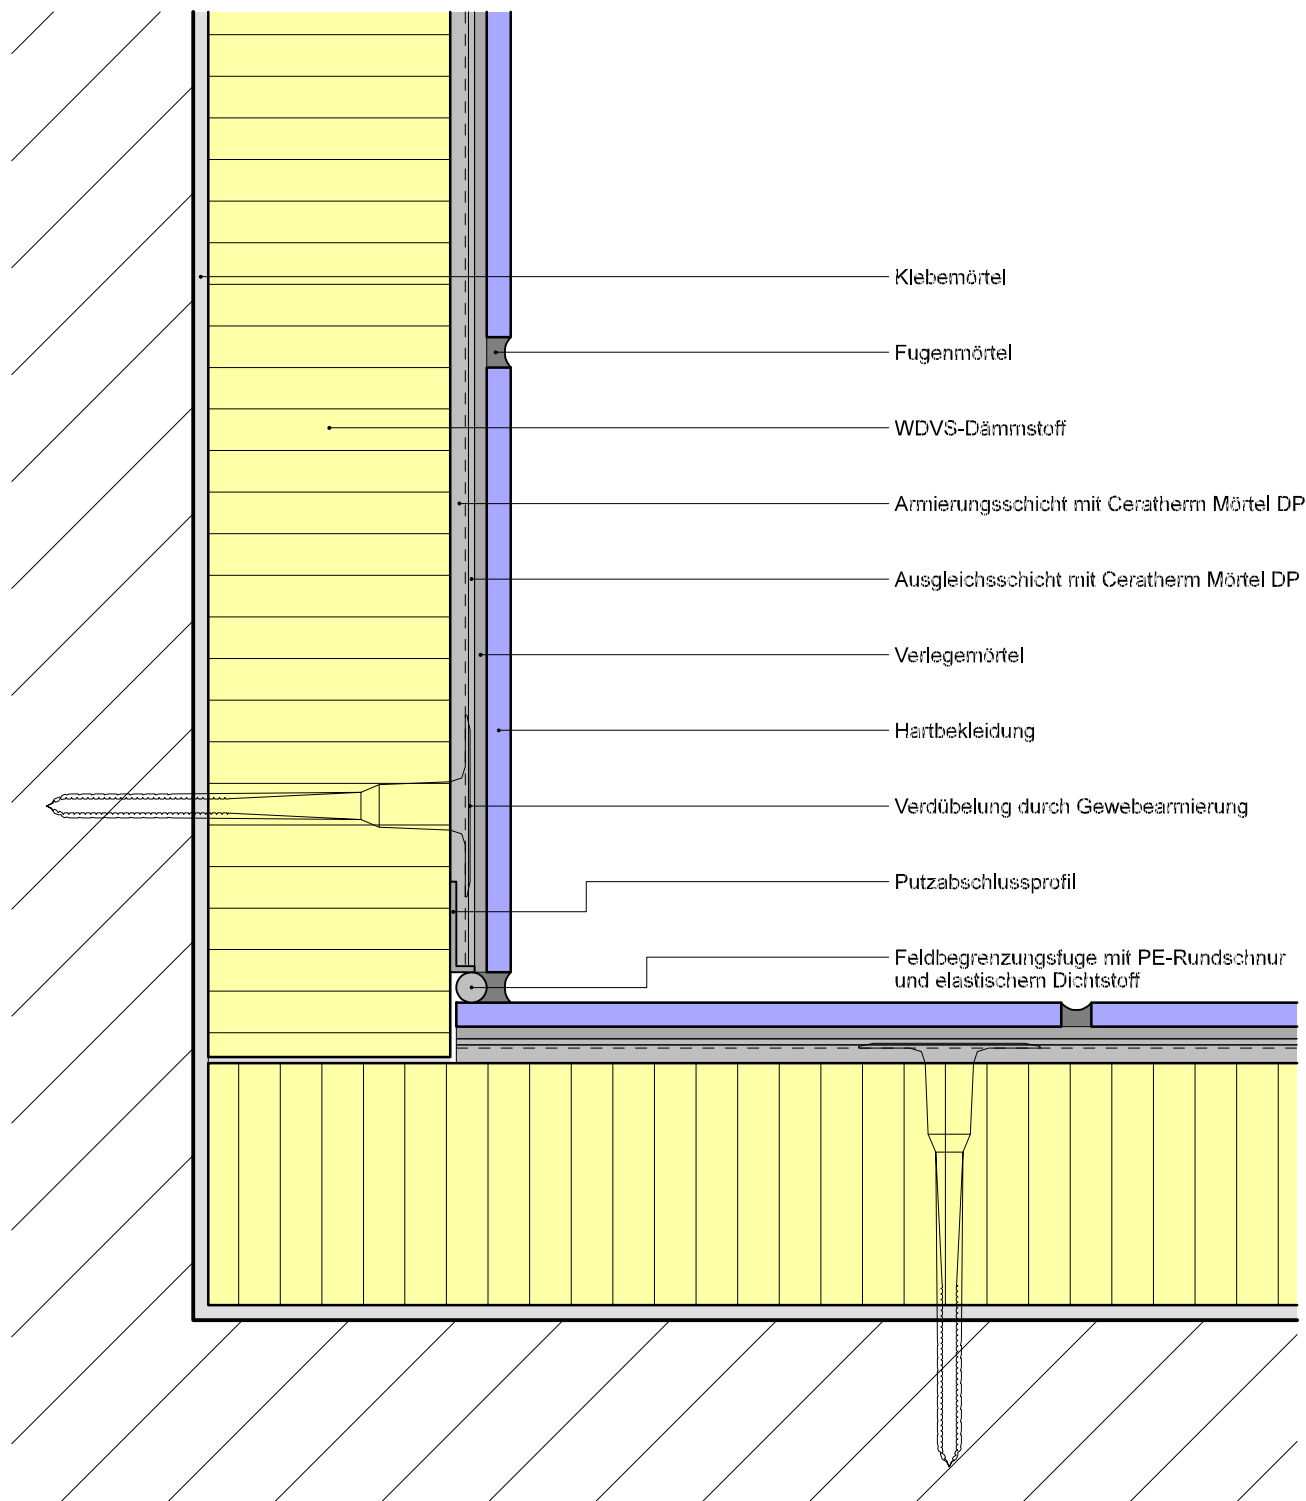 Klebemörtel
Fugenmörtel
WDVS-Dämmstoff
Armierungsschicht mit Ceratherm Mörtel DP
Ausgleichsschicht mit Ceratherm Mörtel DP
Verlegemörtel
Hartbekleidung
Verdübelung durch Gewebearmierung
Putzabschlussprofil
Feldbegrenzungsfuge mit PE-Rundschnur
und elastischem Dichtstoff